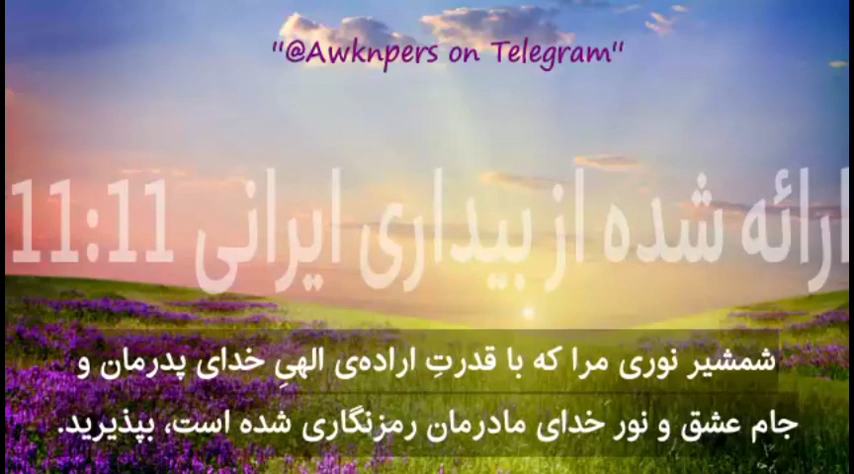 "@Awknpers on Telegram"
ارائه شده از بیداری ایرانی 11:11
شمشیر نوری مرا که با قدرتِ اراده‌ی الهیِ خدای پدرمان و
جام عشق و نور خدای مادرمان رمزنگاری شده است، بپذیرید.